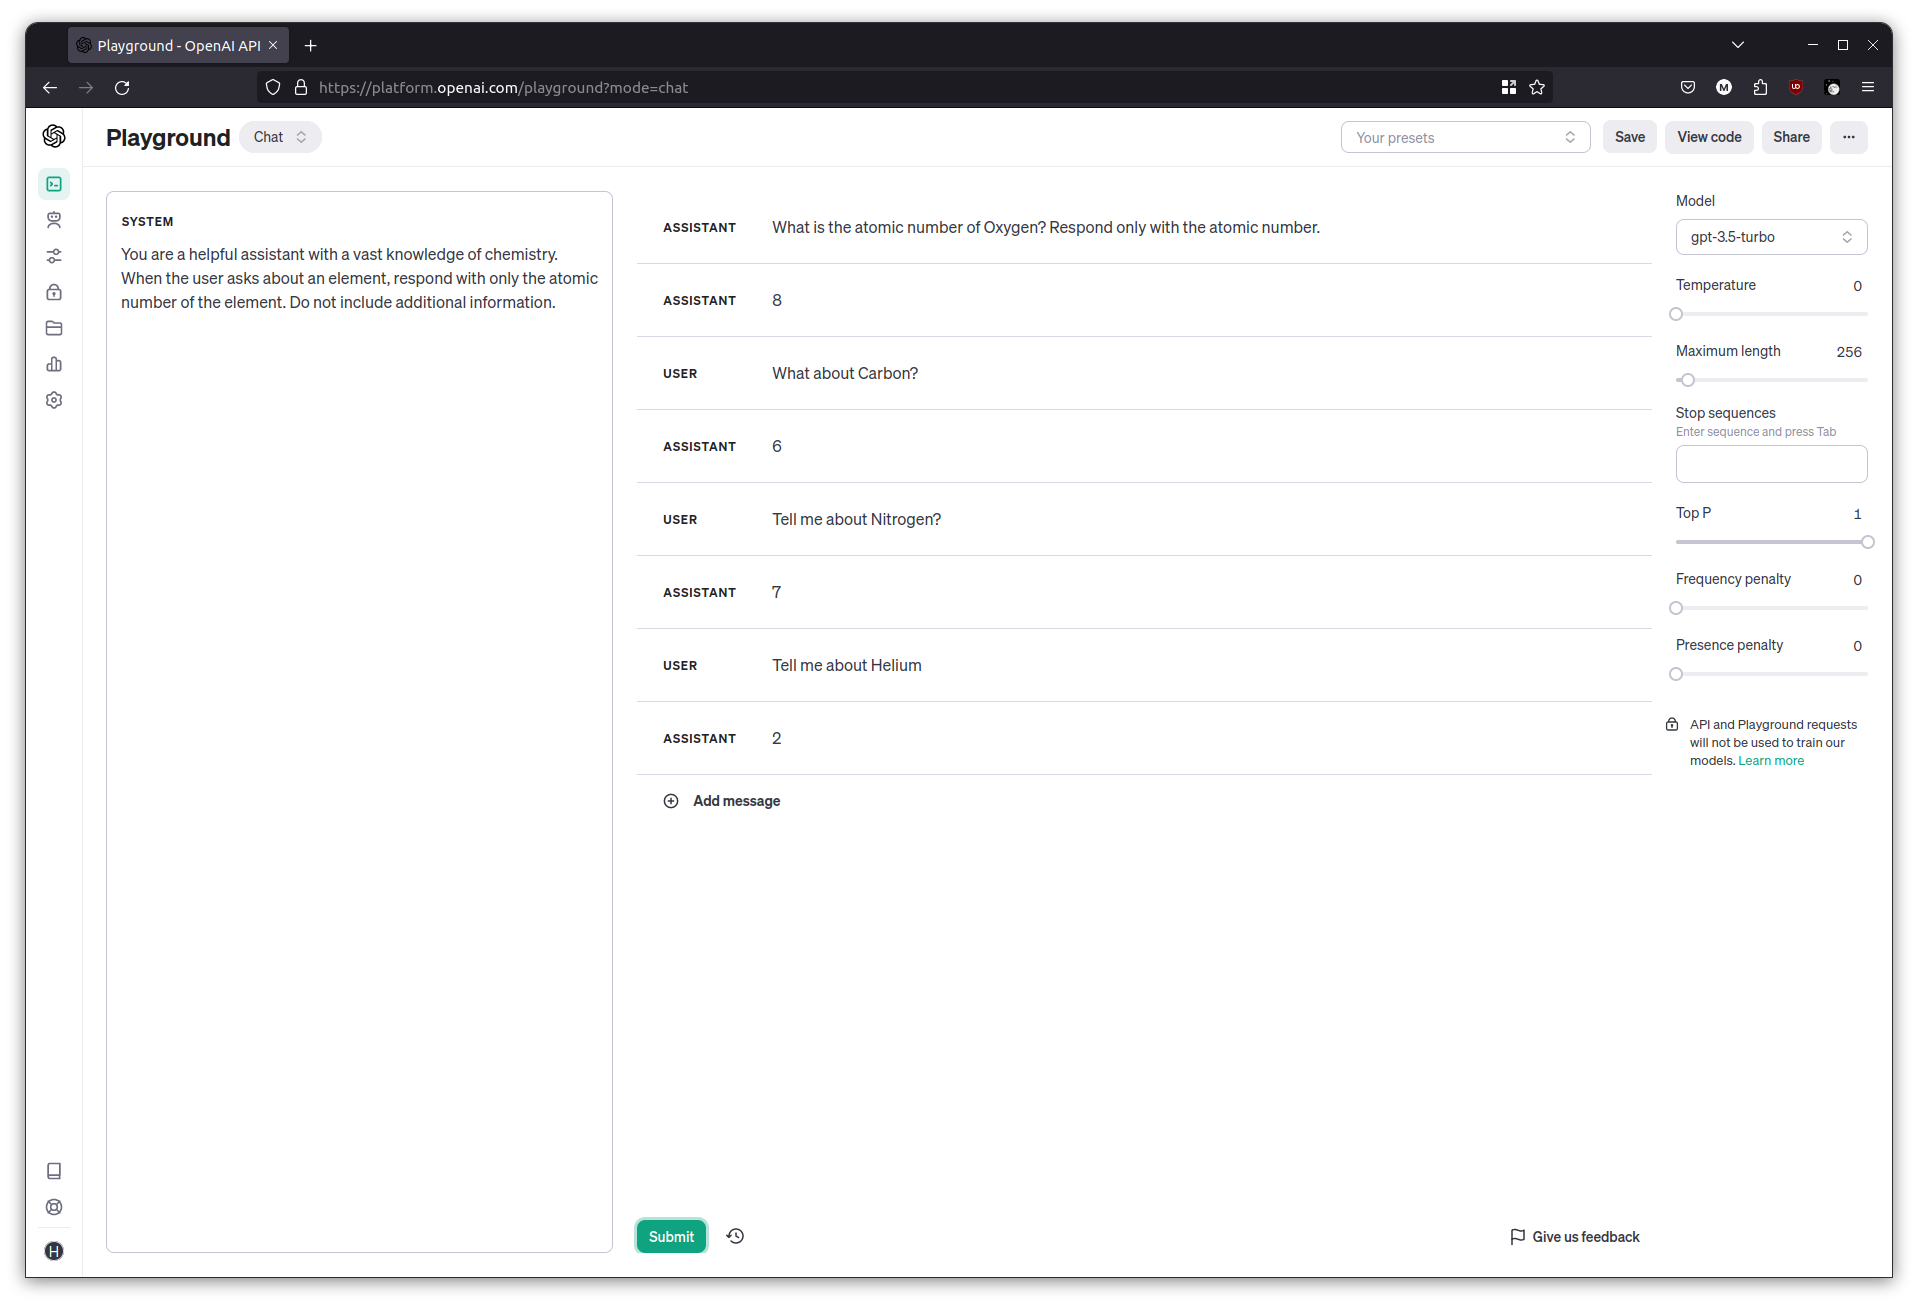 Playground - OpenAI API
https://platform.openai.com/playground?mode=chat
Playground
Chat
Your presets
Save
View code
Share
SYSTEM
You are a helpful assistant with a vast knowledge of chemistry.
When the user asks about an element, respond with only the atomic
number of the element. Do not include additional information.
ASSISTANT What is the atomic number of Oxygen? Respond only with the atomic number.
ASSISTANT 8
USER What about Carbon?
ASSISTANT 6
USER Tell me about Nitrogen?
ASSISTANT 7
USER Tell me about Helium
ASSISTANT 2
Add message
Submit
Give us feedback
Model
gpt-3.5-turbo
Temperature 0
Maximum length 256
Stop sequences
Enter sequence and press Tab
Top P 1
Frequency penalty 0
Presence penalty 0
API and Playground requests
will not be used to train our
models. Learn more
M
UD
H